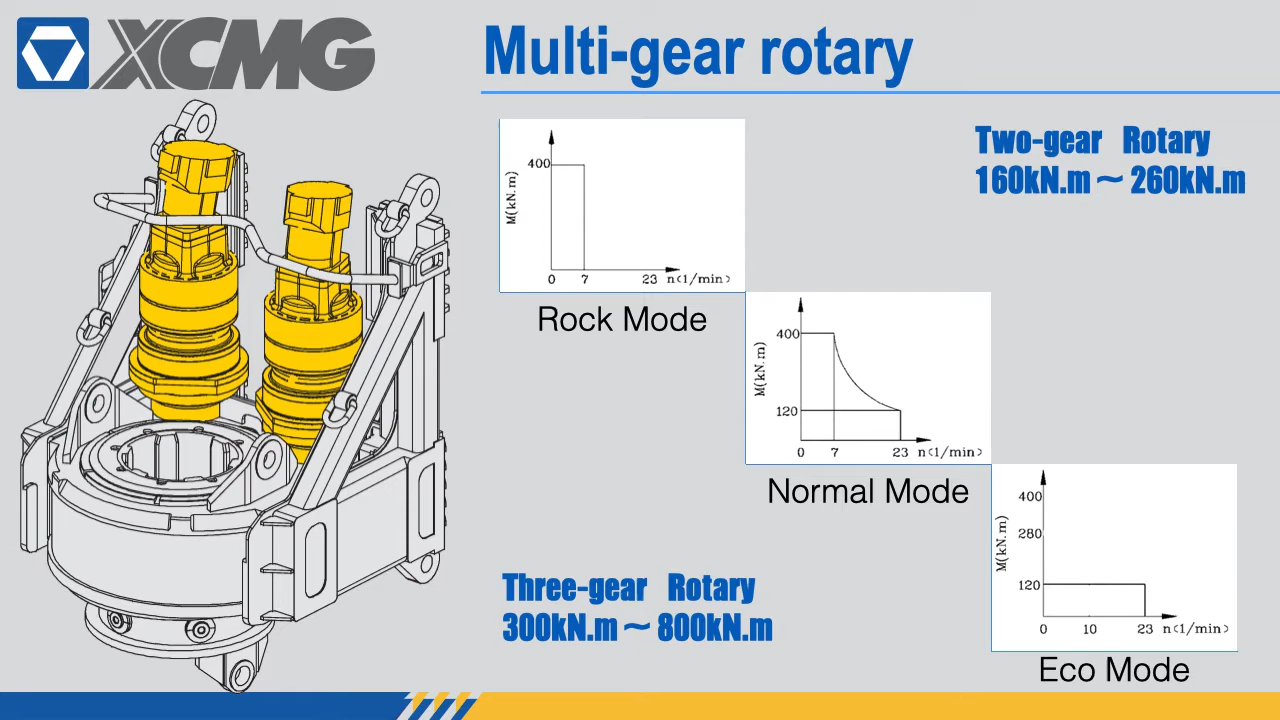 XCMG
Multi-gear rotary
Two-gear Rotary
160kN.m ~ 260kN.m
400
M(kN.m)
0 7 23 n(1/min)
Rock Mode
400
M(kN.m)
120
0 7 23 n(1/min)
Normal Mode
400
280
M(kN.m)
120
0 10 23 n(1/min)
Eco Mode
Three-gear Rotary
300kN.m ~ 800kN.m